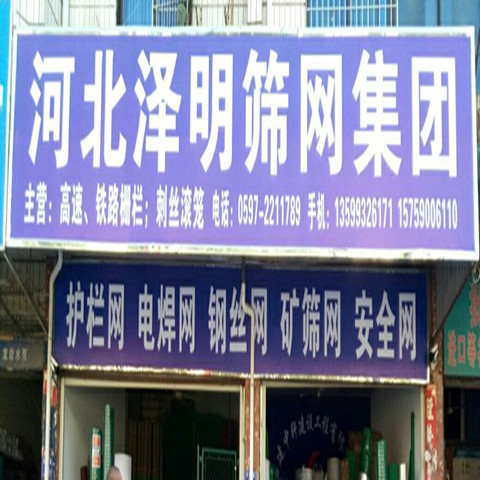 河北泽明筛网集团
主营：高速、铁路栅栏；刺丝滚笼 电话：0597-2211789 手机：13599326171 15759006110
护栏网 电焊网 钢丝网 矿筛网 安全网